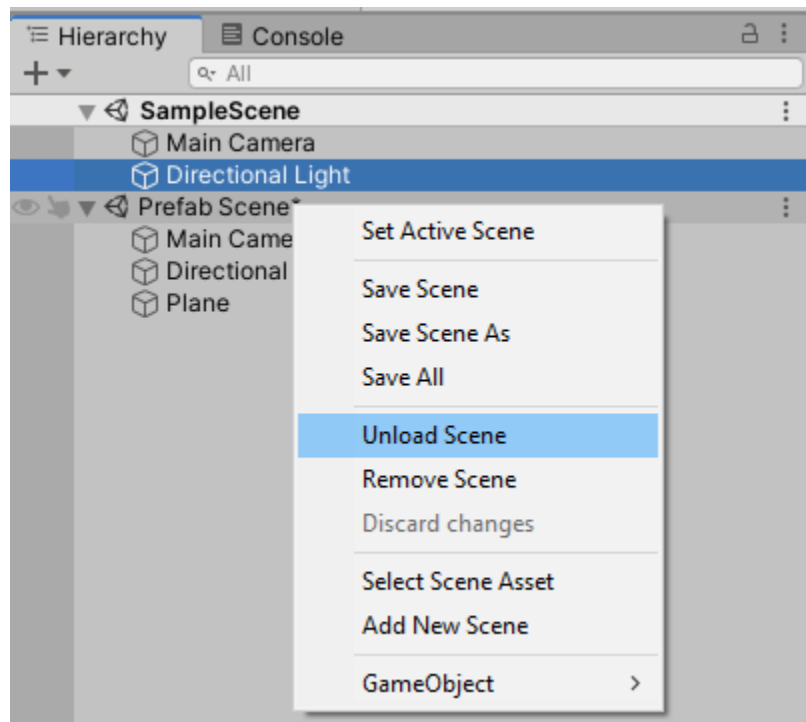 Hierarchy Console
All
SampleScene
Main Camera
Directional Light
Prefab Scene*
Main Came
Directional
Plane
Set Active Scene
Save Scene
Save Scene As
Save All
Unload Scene
Remove Scene
Discard changes
Select Scene Asset
Add New Scene
GameObject